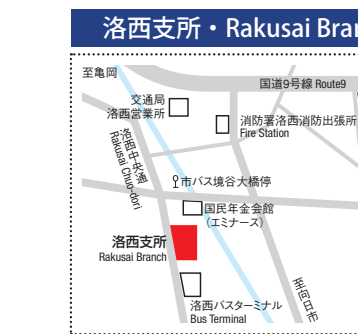 洛西支所・Rakusai Bran
至亀岡
国道9号線 Route9
交通局
洛西営業所
消防署洛西消防出張所
Fire Station
洛西中央通
Rakusai Chuo-dori
市バス境谷大橋停
国民年金会館
(エミナース)
洛西支所
Rakusai Branch
至向日市
洛西バスターミナル
Bus Terminal